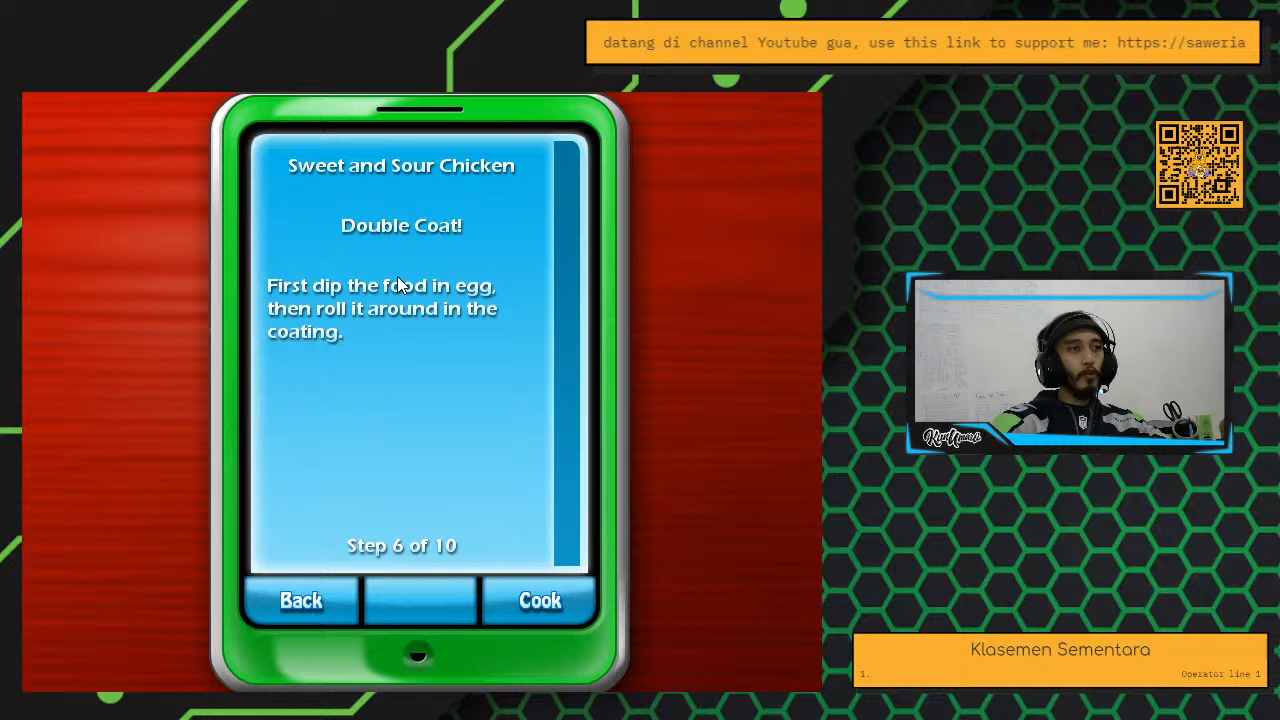 datang di channel Youtube gua, use this link to support me: https://saweria
Sweet and Sour Chicken
Double Coat!
First dip the food in egg,
then roll it around in the
coating.
Step 6 of 10
Back
Cook
Klasemen Sementara
1.
Operator line 1